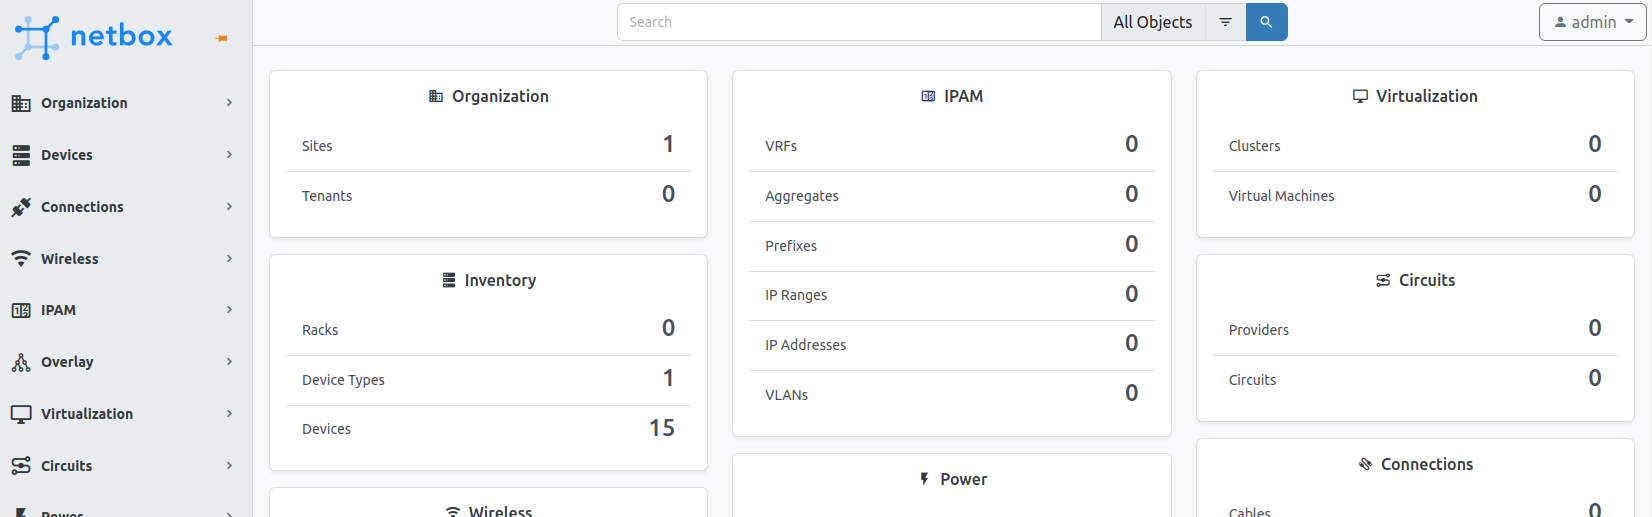 netbox
Search
All Objects
admin
Organization
Devices
Connections
Wireless
IPAM
Overlay
Virtualization
Circuits
Power
Organization
Sites 1
Tenants 0
Inventory
Racks 0
Device Types 1
Devices 15
Wireless
IPAM
VRFs 0
Aggregates 0
Prefixes 0
IP Ranges 0
IP Addresses 0
VLANs 0
Power
Virtualization
Clusters 0
Virtual Machines 0
Circuits
Providers 0
Circuits 0
Connections
Cables 0